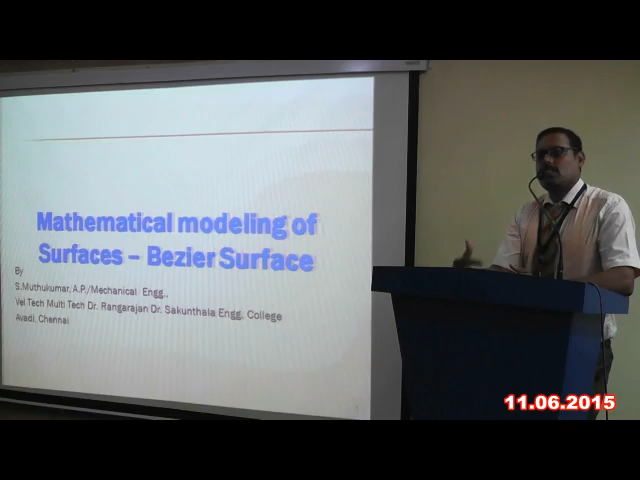 Mathematical modeling of
Surfaces – Bezier Surface
By
S.Muthukumar, A.P./Mechanical Engg.,
Vel Tech Multi Tech Dr. Rangarajan Dr. Sakunthala Engg. College
Avadi, Chennai
11.06.2015